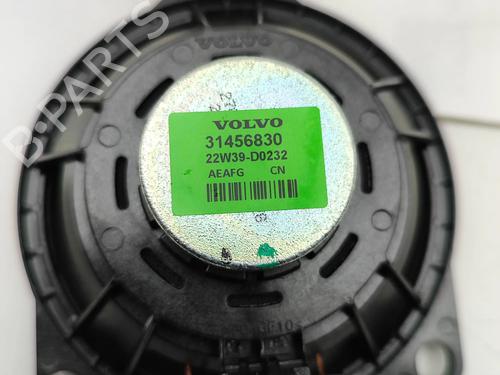 B-PARTS
VOLVO
VOLVO
31456830
22W39-D0232
AEAFG CN